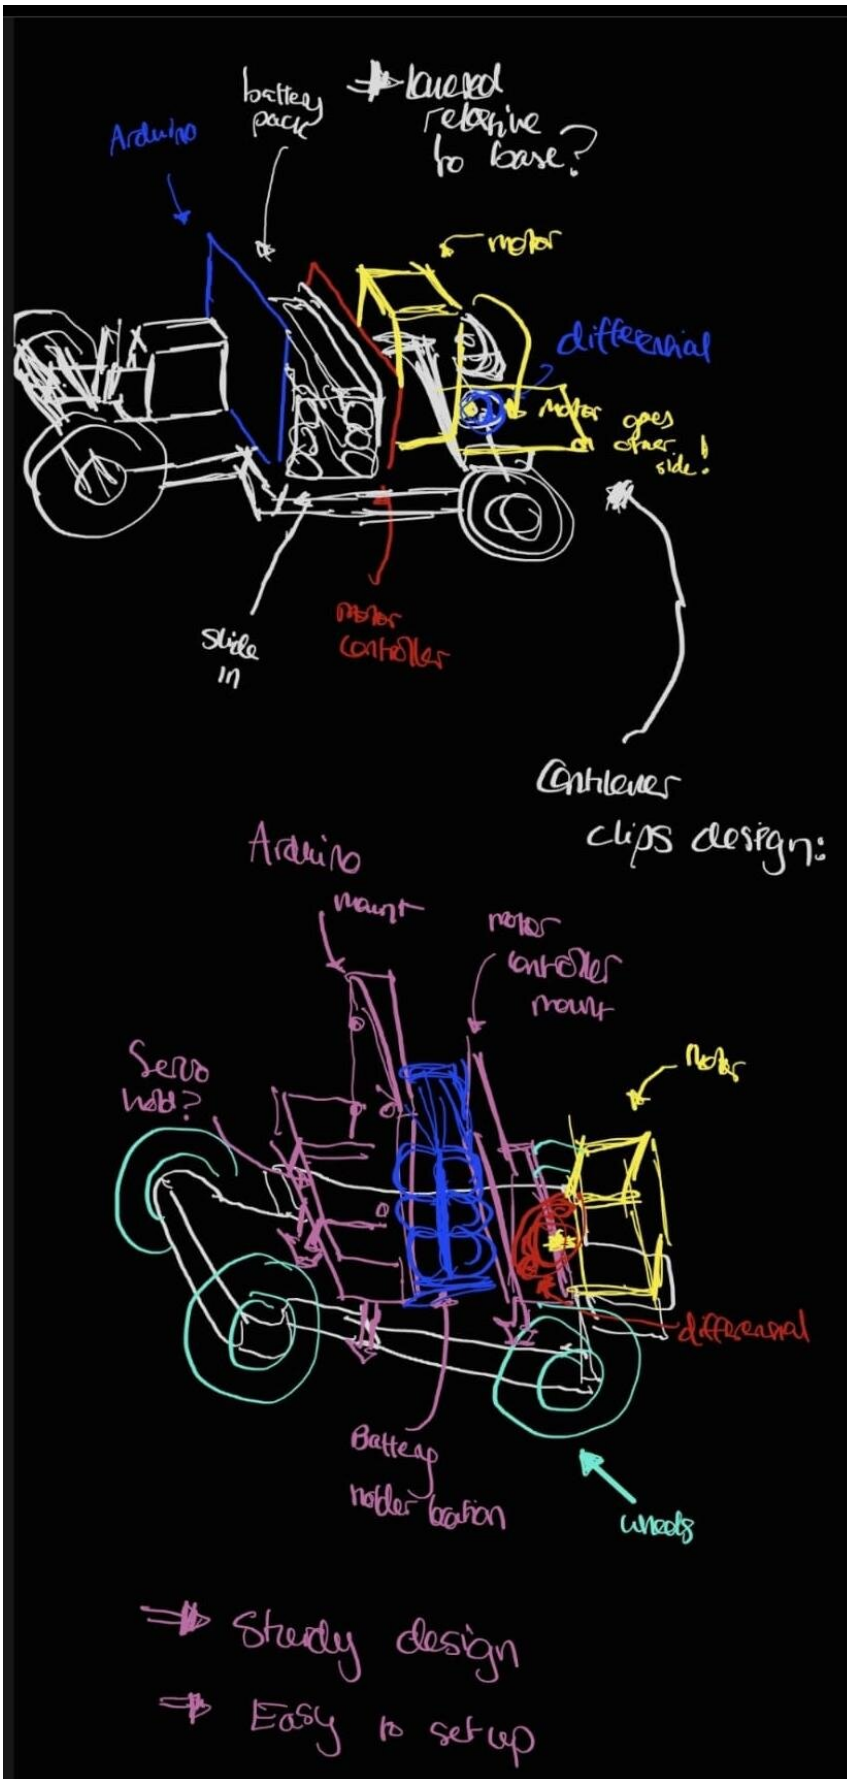 battery
pack
⇒ lowered
relative
to base?
Arduino
motor
differential
motor goes
other
side!
slide
in
motor
controller
Cantilever
clips design:
Arduino
mount
motor
controller
mount
Servo
hold?
Motor
differential
Battery
holder location
wheels
⇒ Sturdy design
⇒ Easy to set up